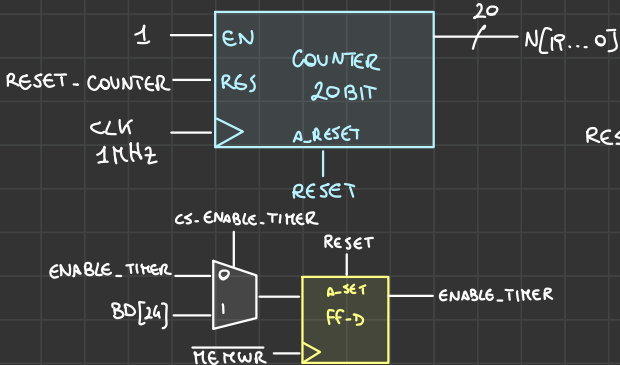 20
1
EN
N[19...0]
COUNTER
RESET-COUNTER
RES
20BIT
CLK
1MHZ
A_RESET
RES
RESET
CS-ENABLE_TIMER
RESET
ENABLE_TIMER
0
A_SET
ENABLE_TIMER
BD[24]
1
FF-D
MEMWR